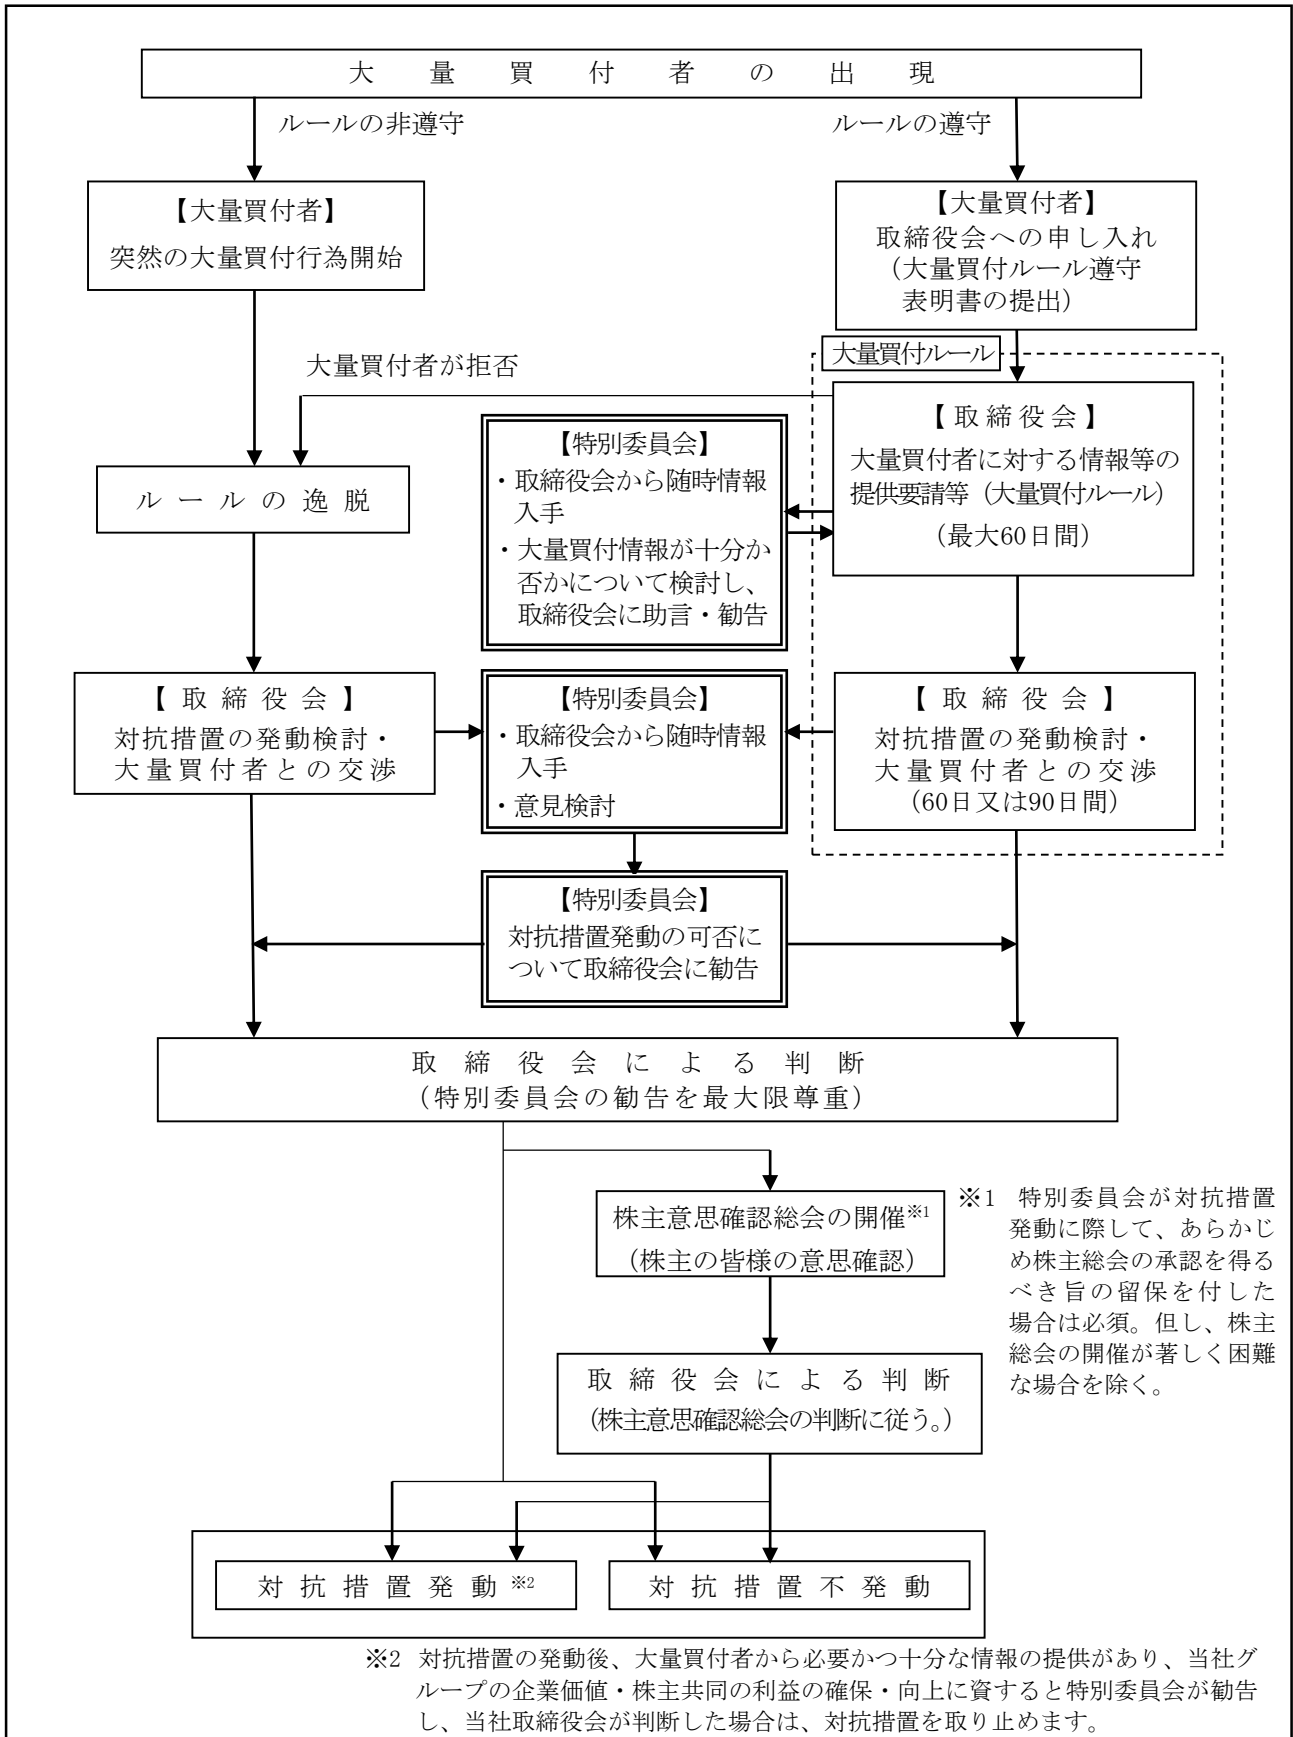 大量買付者の出現
ルールの非遵守
ルールの遵守
【大量買付者】
突然の大量買付行為開始
【大量買付者】
取締役会への申し入れ
（大量買付ルール遵守
表明書の提出）
大量買付ルール
大量買付者が拒否
【取締役会】
大量買付者に対する情報等の
提供要請等（大量買付ルール）
（最大60日間）
【特別委員会】
・取締役会から随時情報
入手
・大量買付情報が十分か
否かについて検討し、
取締役会に助言・勧告
ルールの逸脱
【取締役会】
対抗措置の発動検討・
大量買付者との交渉
【特別委員会】
・取締役会から随時情報
入手
・意見検討
【取締役会】
対抗措置の発動検討・
大量買付者との交渉
（60日又は90日間）
【特別委員会】
対抗措置発動の可否に
ついて取締役会に勧告
取締役会による判断
（特別委員会の勧告を最大限尊重）
株主意思確認総会の開催※1
（株主の皆様の意思確認）
※1 特別委員会が対抗措置
発動に際して、あらかじ
め株主総会の承認を得る
べき旨の留保を付した
場合は必須。但し、株主
総会の開催が著しく困難
な場合を除く。
取締役会による判断
（株主意思確認総会の判断に従う。）
対抗措置発動※2
対抗措置不発動
※2 対抗措置の発動後、大量買付者から必要かつ十分な情報の提供があり、当社グ
ループの企業価値・株主共同の利益の確保・向上に資すると特別委員会が勧告
し、当社取締役会が判断した場合は、対抗措置を取り止めます。